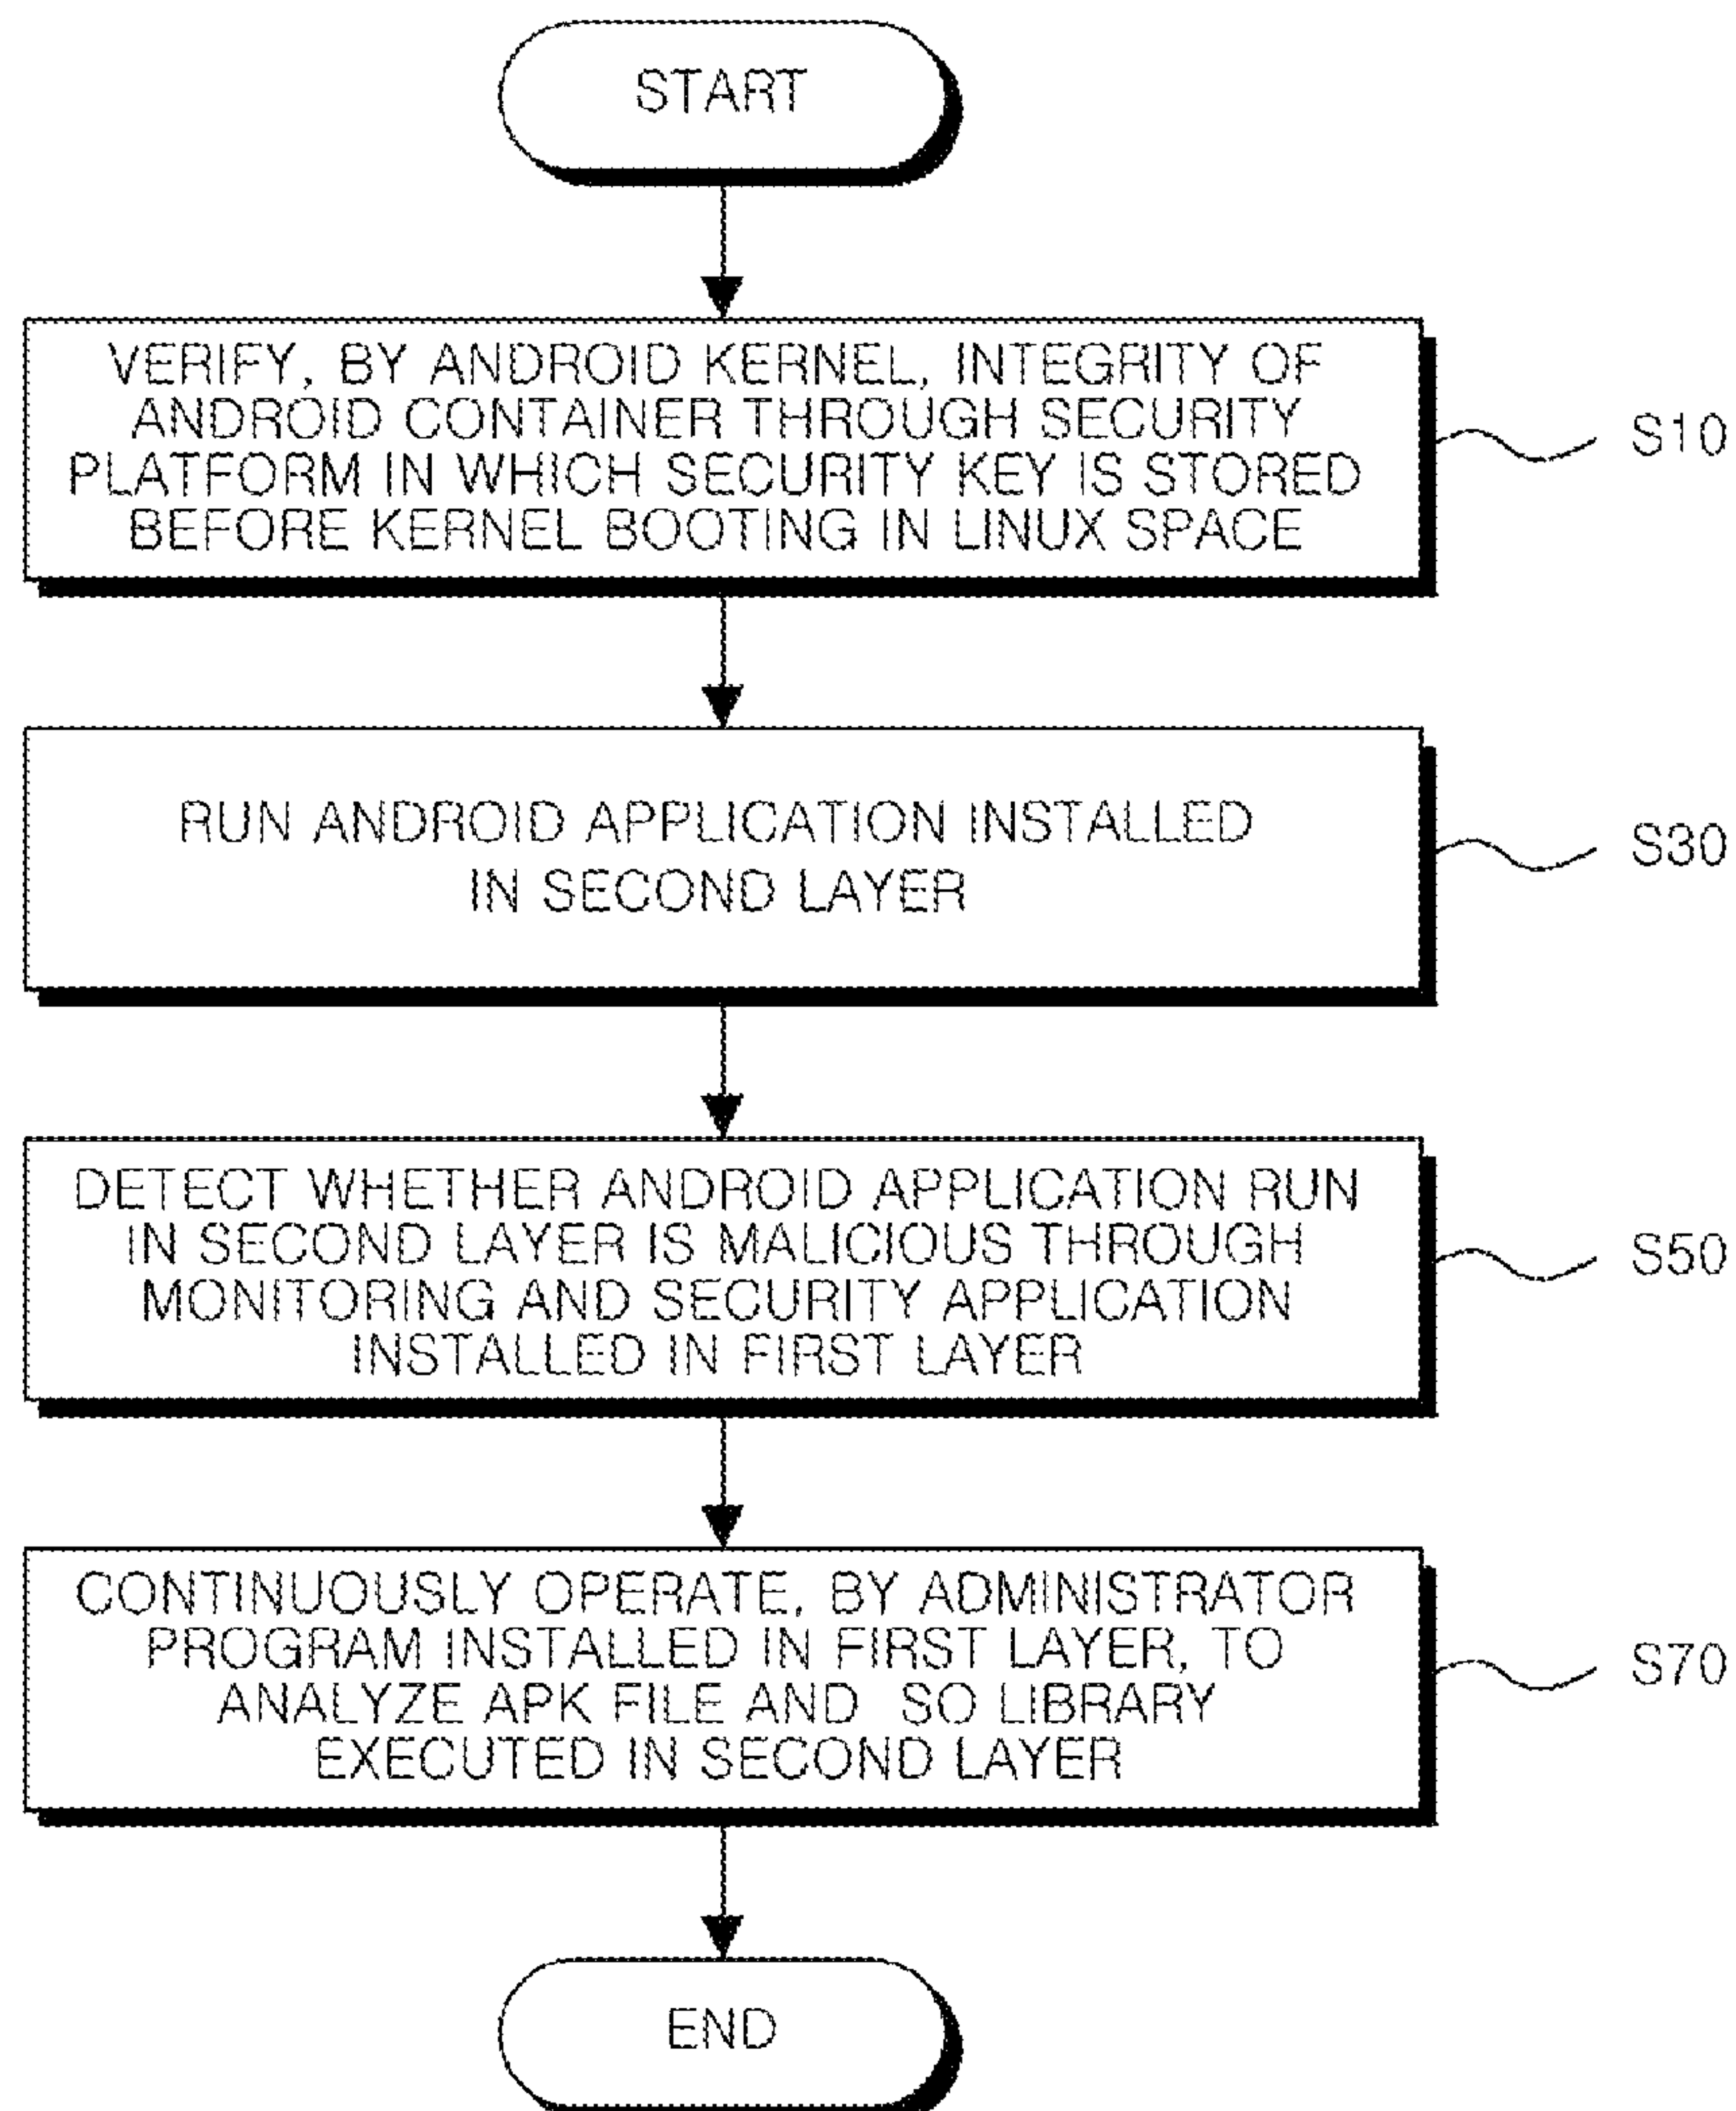 START
VERIFY, BY ANDROID KERNEL, INTEGRITY OF
ANDROID CONTAINER THROUGH SECURITY
PLATFORM IN WHICH SECURITY KEY IS STORED
BEFORE KERNEL BOOTING IN LINUX SPACE
S10
RUN ANDROID APPLICATION INSTALLED
IN SECOND LAYER
S30
DETECT WHETHER ANDROID APPLICATION RUN
IN SECOND LAYER IS MALICIOUS THROUGH
MONITORING AND SECURITY APPLICATION
INSTALLED IN FIRST LAYER
S50
CONTINUOUSLY OPERATE, BY ADMINISTRATOR
PROGRAM INSTALLED IN FIRST LAYER, TO
ANALYZE APK FILE AND SO LIBRARY
EXECUTED IN SECOND LAYER
S70
END